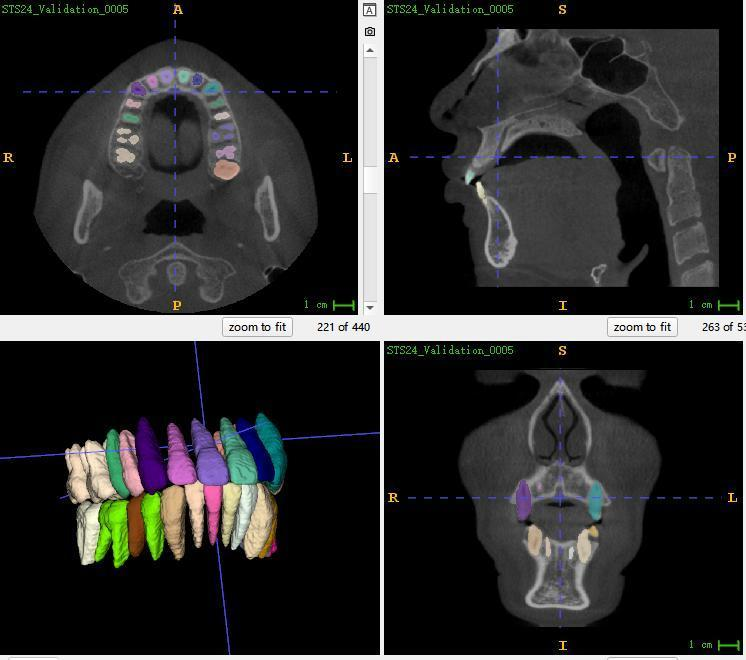 STS24_Validation_0005
A
R
L
P
1 cm
A
zoom to fit
221 of 440
STS24_Validation_0005
S
A
P
I
1 cm
zoom to fit
263 of
STS24_Validation_0005
S
R
L
I
1 cm